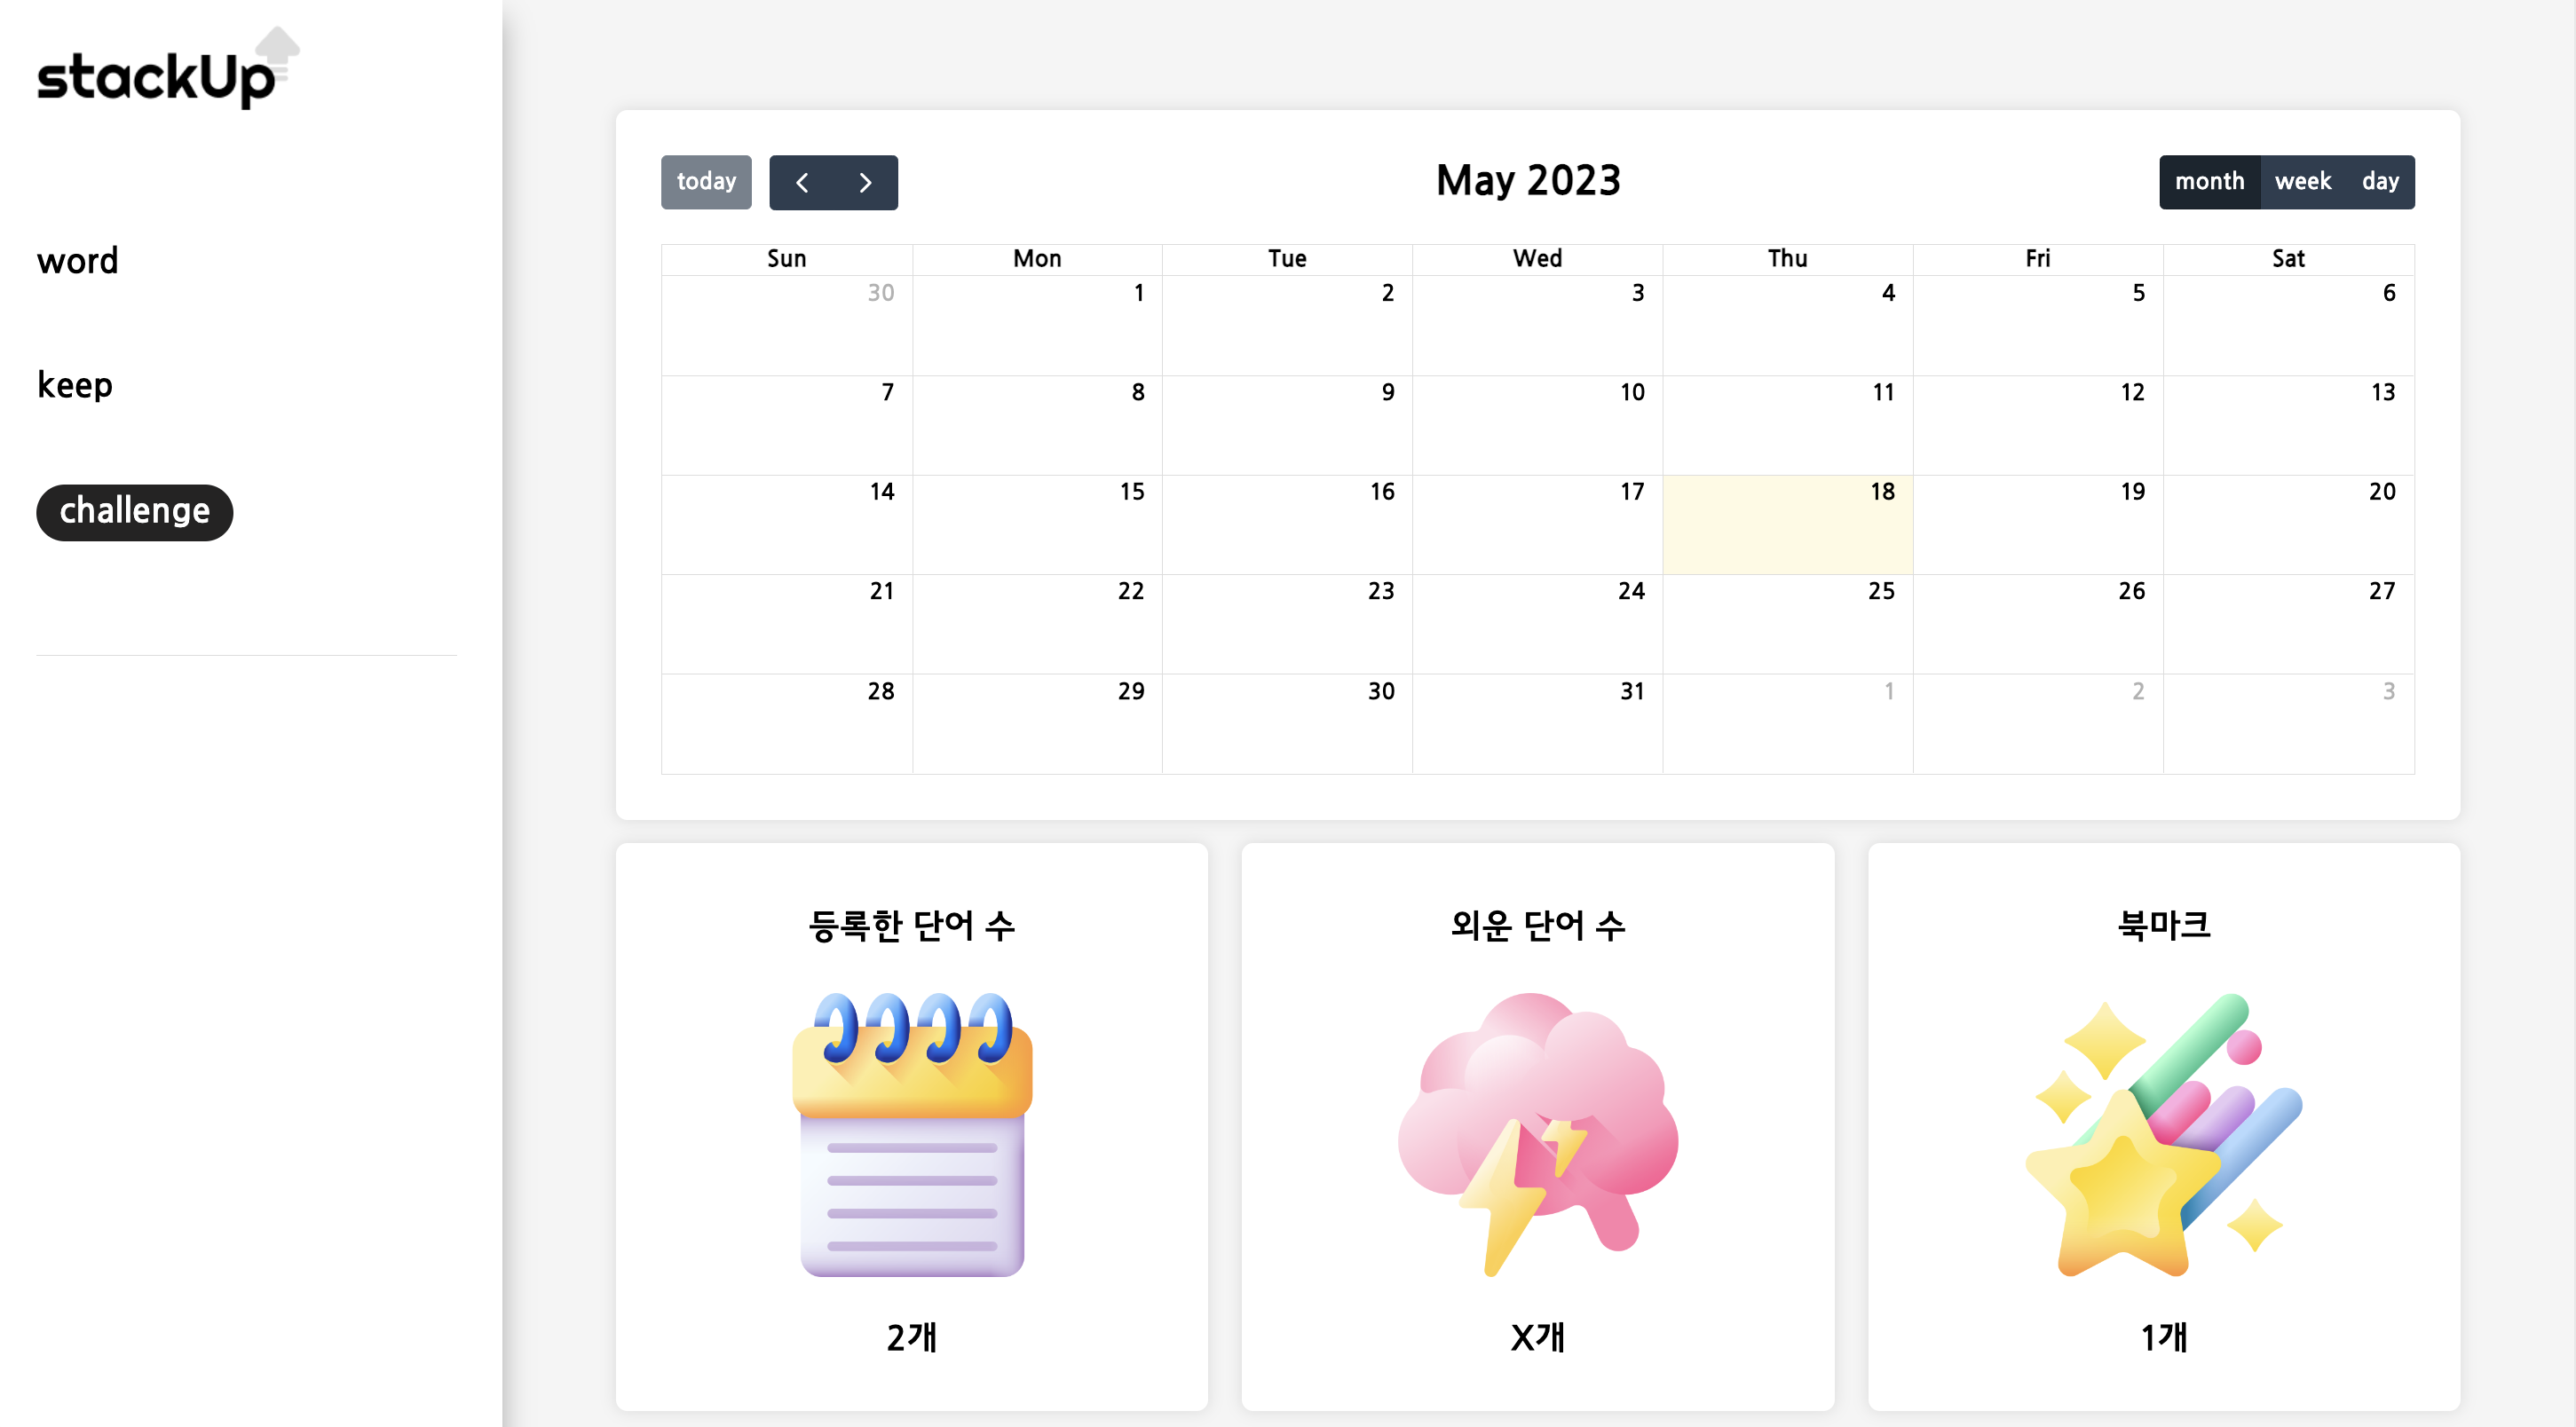 stackUp
word
keep
challenge
today
May 2023
month week day
Sun Mon Tue Wed Thu Fri Sat
30 1 2 3 4 5 6
7 8 9 10 11 12 13
14 15 16 17 18 19 20
21 22 23 24 25 26 27
28 29 30 31 1 2 3
등록한 단어 수
2개
외운 단어 수
X개
북마크
1개